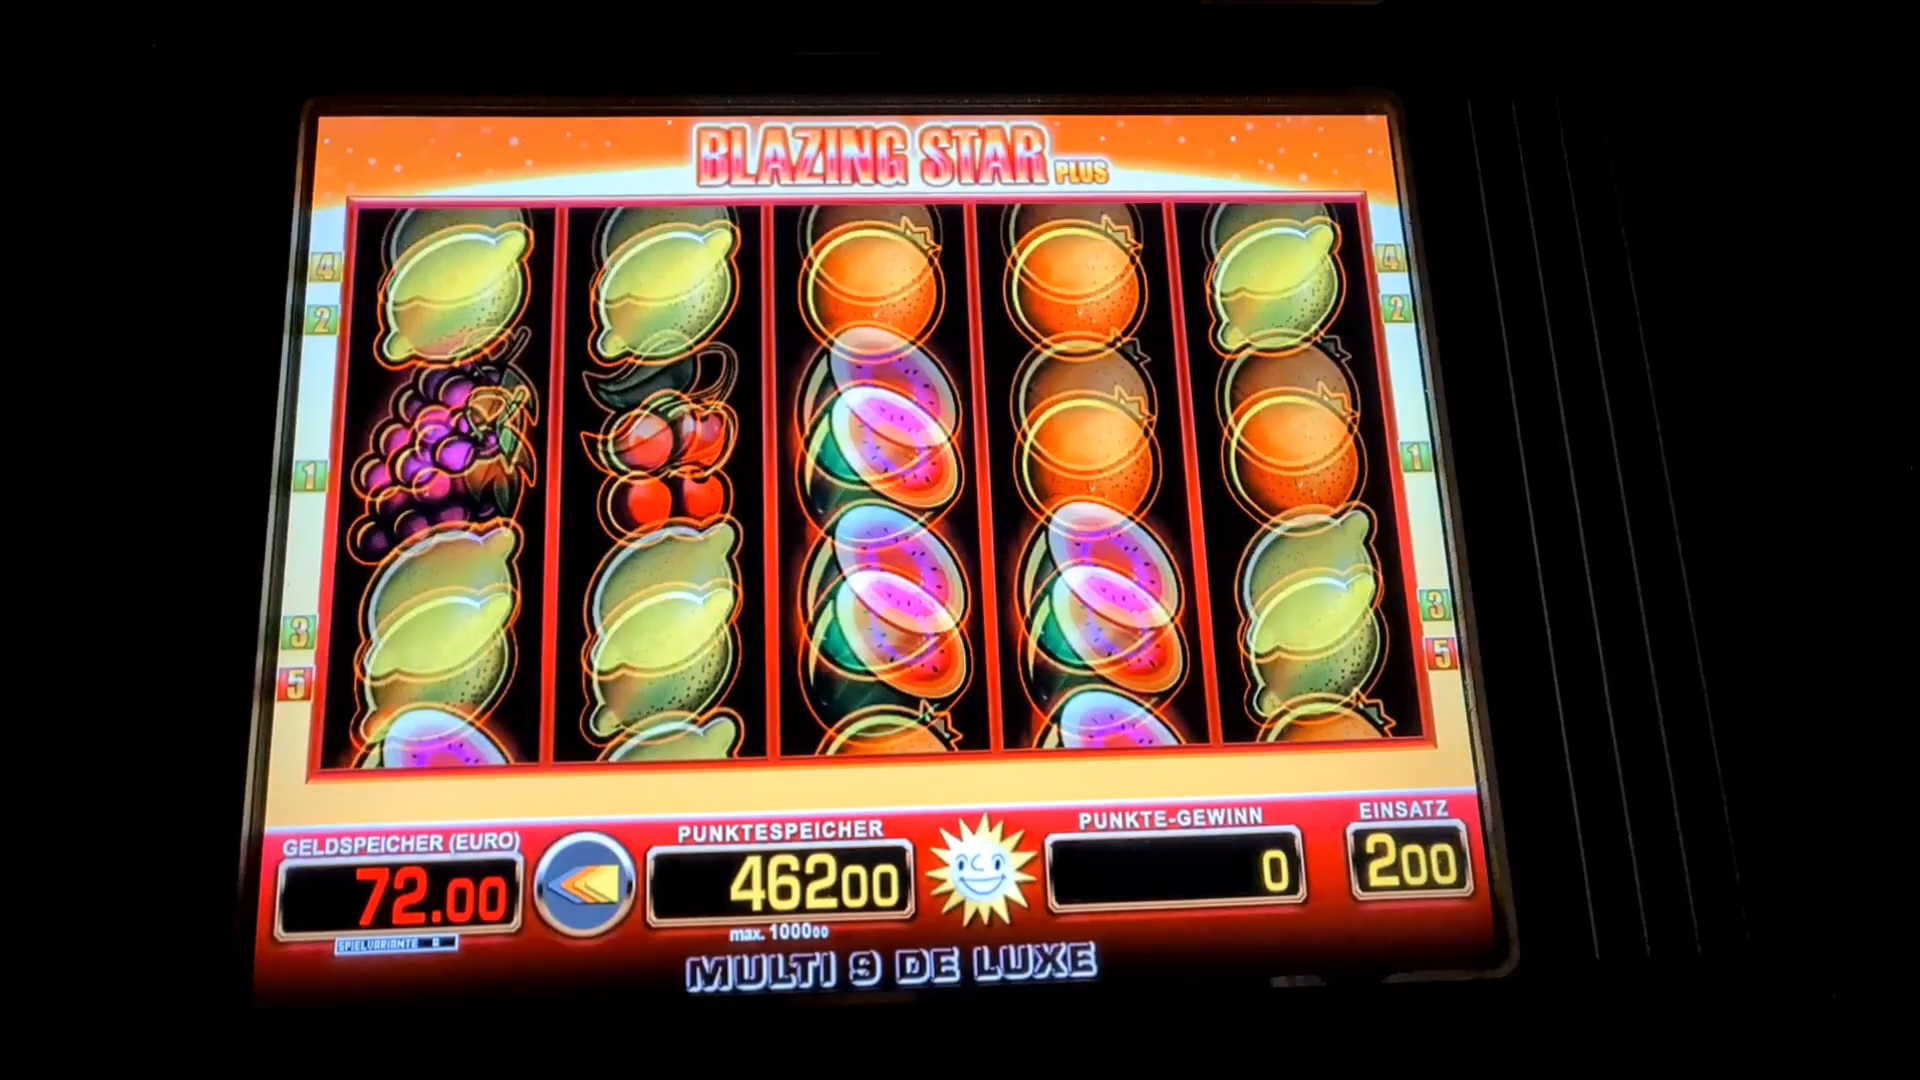 BLAZING STAR PLUS
4 4
2 2
1 1
3 3
5 5
GELDSPEICHER (EURO) PUNKTESPEICHER PUNKTE-GEWINN EINSATZ
72.00 46200 0 200
SPIELVARIANTE A max. 100000
MULTI 9 DE LUXE